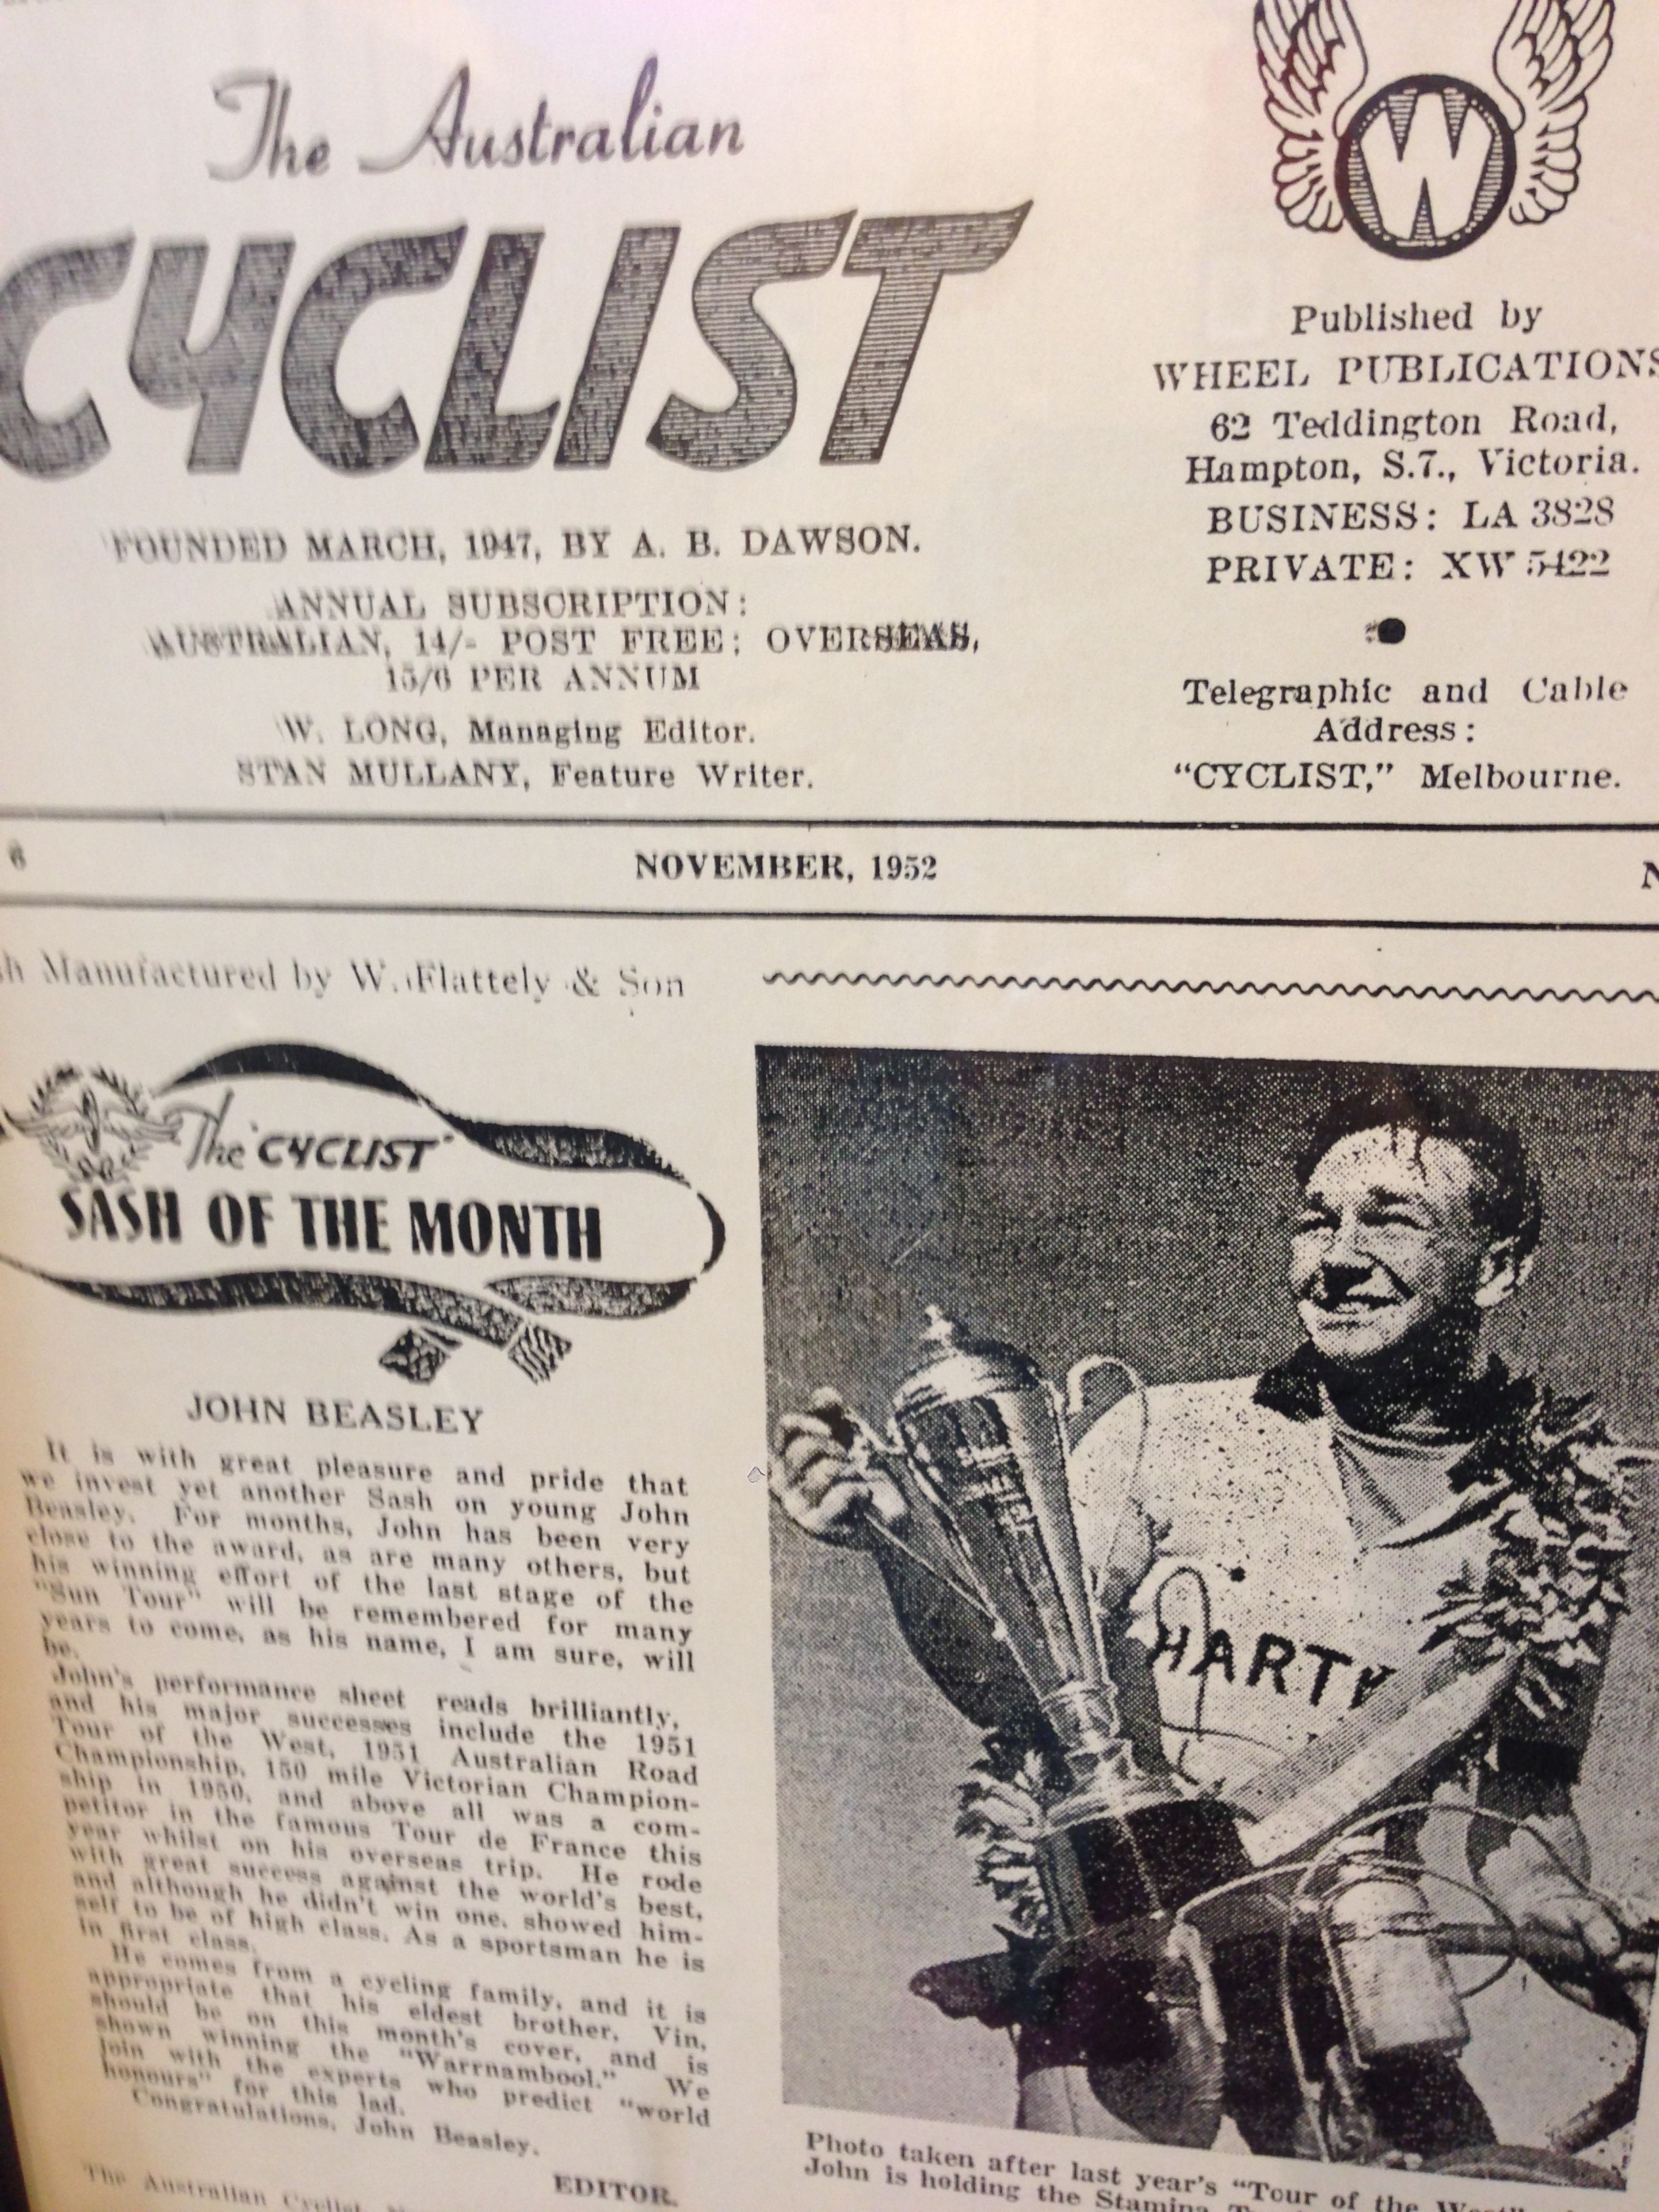 The Australian
CYCLIST
FOUNDED MARCH, 1947, BY A. B. DAWSON.
ANNUAL SUBSCRIPTION:
AUSTRALIAN, 14/- POST FREE; OVERSEAS,
15/6 PER ANNUM
W. LONG, Managing Editor.
STAN MULLANY, Feature Writer.
W
Published by
WHEEL PUBLICATIONS
62 Teddington Road,
Hampton, S.7., Victoria.
BUSINESS: LA 3828
PRIVATE: XW 5422
Telegraphic and Cable
Address:
"CYCLIST," Melbourne.
6 NOVEMBER, 1952 N
Manufactured by W. Flattely & Son
The "CYCLIST"
SASH OF THE MONTH
JOHN BEASLEY
It is with great pleasure and pride that
we invest yet another Sash on young John
Beasley. For months, John has been very
close to the award, as are many others, but
his winning effort of the last stage of the
"Sun Tour" will be remembered for many
years to come, as his name, I am sure, will
be.
John's performance sheet reads brilliantly,
and his major successes include the 1951
Tour of the West, 1951 Australian Road
Championship, 150 mile Victorian Champion-
ship in 1950, and above all was a com-
petitor in the famous Tour de France this
year whilst on his overseas trip. He rode
with great success against the world's best,
and although he didn't win one, showed him-
self to be of high class. As a sportsman he is
in first class.
He comes from a cycling family, and it is
appropriate that his eldest brother, Vin,
should be on this month's cover, and is
shown winning the "Warrnambool." We
join with the experts who predict "world
honours" for this lad.
Congratulations, John Beasley.
EDITOR.
The Australian Cyclist,
HARTY
Photo taken after last year's "Tour of the West"
John is holding the Stamina